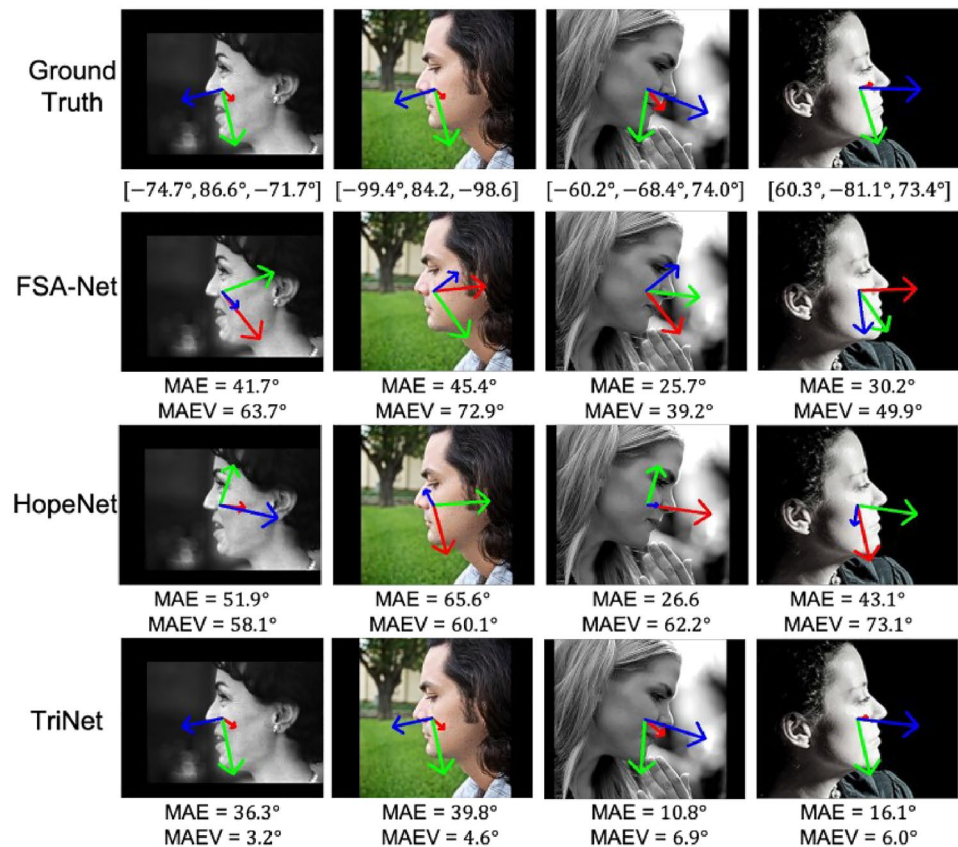 Ground
Truth
[−74.7°, 86.6°, −71.7°] [−99.4°, 84.2, −98.6] [−60.2°, −68.4°, 74.0°] [60.3°, −81.1°, 73.4°]
FSA-Net
MAE = 41.7° MAE = 45.4° MAE = 25.7° MAE = 30.2°
MAEV = 63.7° MAEV = 72.9° MAEV = 39.2° MAEV = 49.9°
HopeNet
MAE = 51.9° MAE = 65.6° MAE = 26.6 MAE = 43.1°
MAEV = 58.1° MAEV = 60.1° MAEV = 62.2° MAEV = 73.1°
TriNet
MAE = 36.3° MAE = 39.8° MAE = 10.8° MAE = 16.1°
MAEV = 3.2° MAEV = 4.6° MAEV = 6.9° MAEV = 6.0°